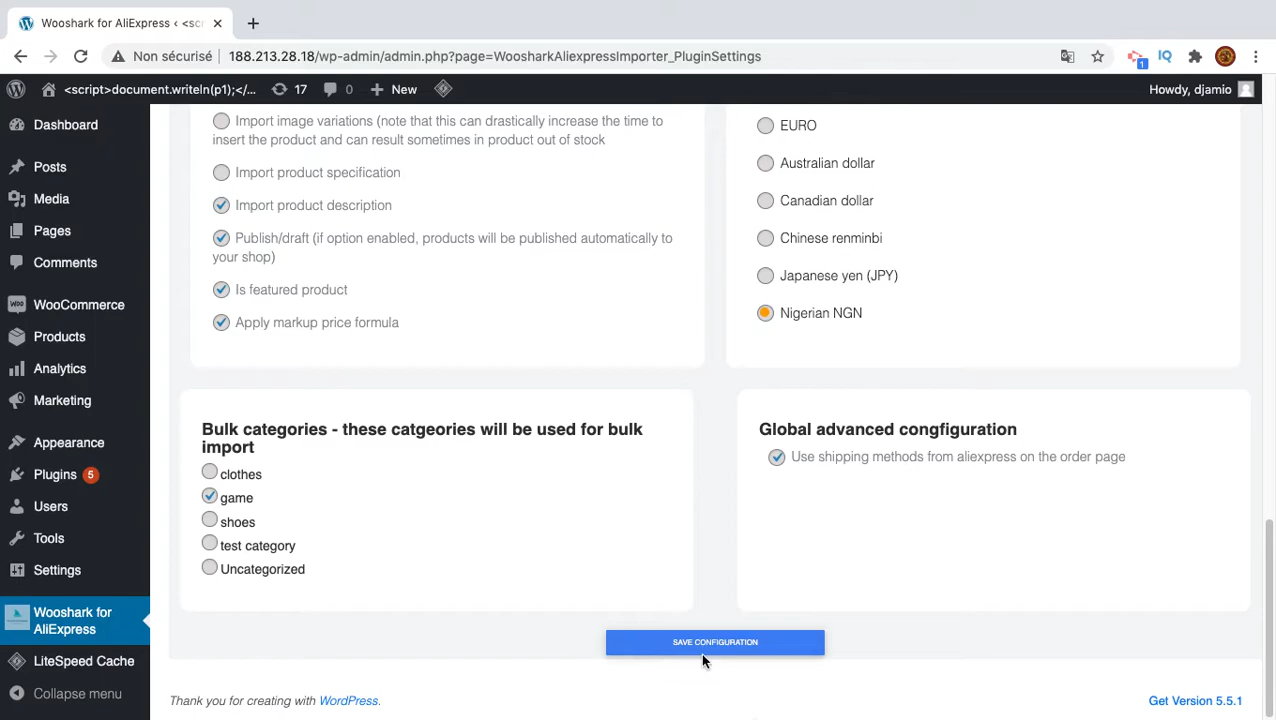 Wooshark for AliExpress ‹ <scr
Non sécurisé
188.213.28.18/wp-admin/admin.php?page=WoosharkAliexpressImporter_PluginSettings
1
IQ
<script>document.writeln(p1);</...
17
0
New
Howdy, djamio
Dashboard
Posts
Media
Pages
Comments
WOO
WooCommerce
Products
Analytics
Marketing
Appearance
Plugins 5
Users
Tools
Settings
Wooshark for
AliExpress
LiteSpeed Cache
Collapse menu
Import image variations (note that this can drastically increase the time to
insert the product and can result sometimes in product out of stock
Import product specification
Import product description
Publish/draft (if option enabled, products will be published automatically to
your shop)
Is featured product
Apply markup price formula
EURO
Australian dollar
Canadian dollar
Chinese renminbi
Japanese yen (JPY)
Nigerian NGN
Bulk categories - these catgeories will be used for bulk
import
clothes
game
shoes
test category
Uncategorized
Global advanced congfiguration
Use shipping methods from aliexpress on the order page
SAVE CONFIGURATION
Thank you for creating with WordPress.
Get Version 5.5.1